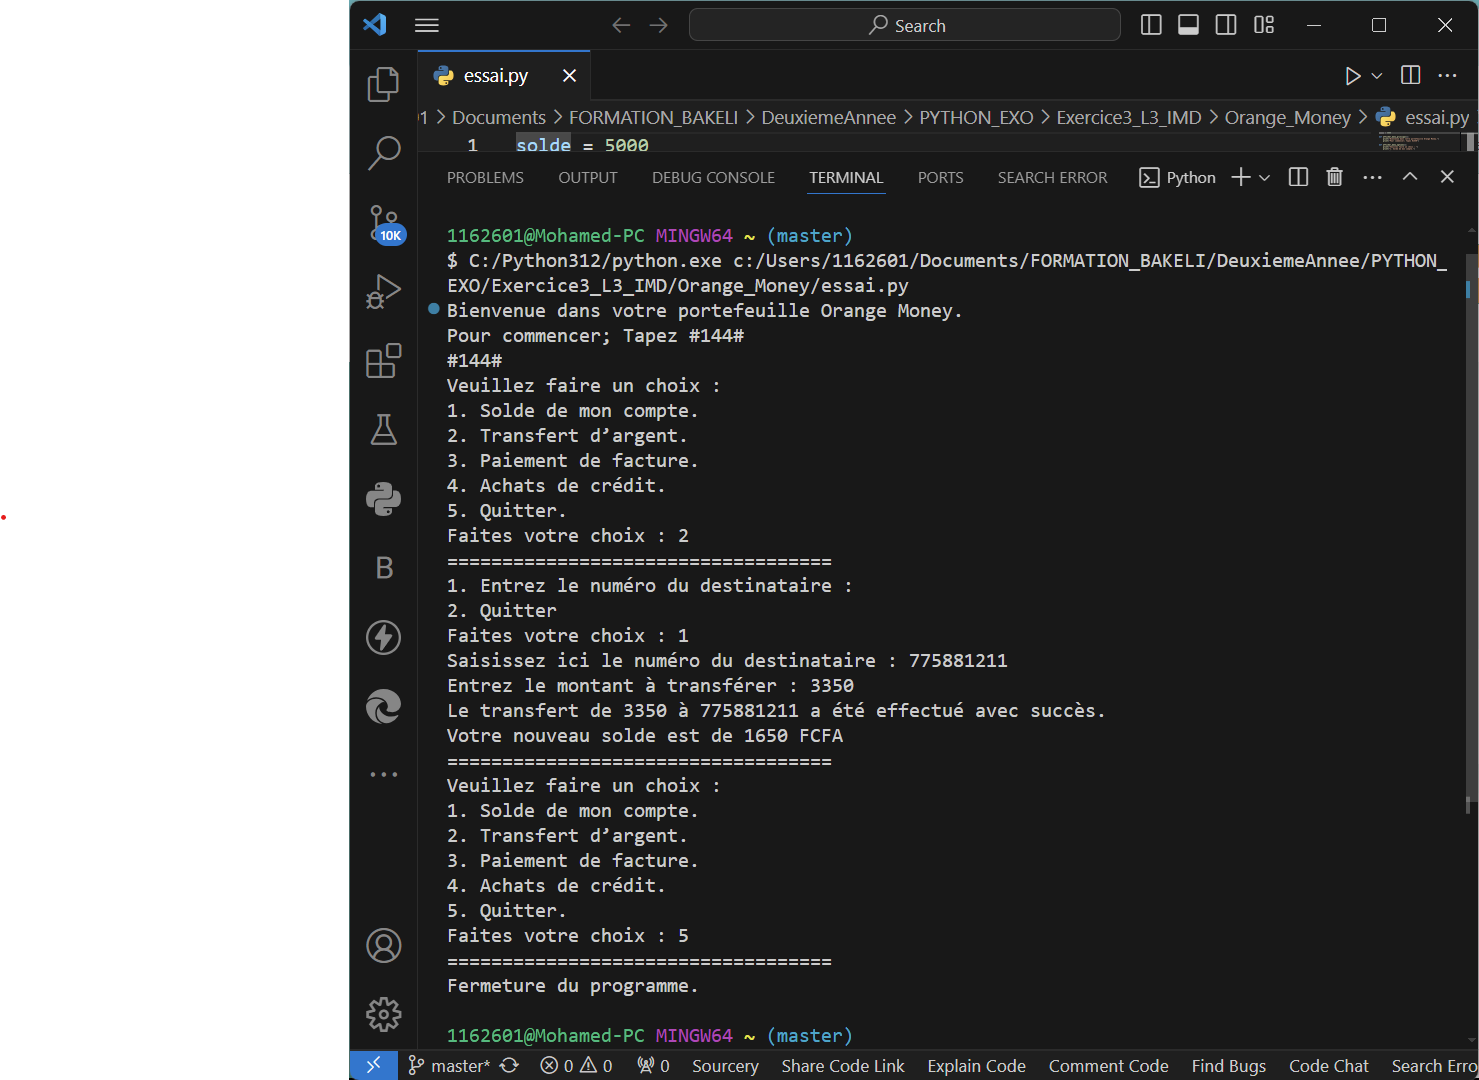 Search
essai.py
1 > Documents > FORMATION_BAKELI > DeuxiemeAnnee > PYTHON_EXO > Exercice3_L3_IMD > Orange_Money > essai.py
1 solde = 5000
PROBLEMS OUTPUT DEBUG CONSOLE TERMINAL PORTS SEARCH ERROR Python
1162601@Mohamed-PC MINGW64 ~ (master)
$ C:/Python312/python.exe c:/Users/1162601/Documents/FORMATION_BAKELI/DeuxiemeAnnee/PYTHON_
EXO/Exercice3_L3_IMD/Orange_Money/essai.py
Bienvenue dans votre portefeuille Orange Money.
Pour commencer; Tapez #144#
#144#
Veuillez faire un choix :
1. Solde de mon compte.
2. Transfert d’argent.
3. Paiement de facture.
4. Achats de crédit.
5. Quitter.
Faites votre choix : 2
===================================
1. Entrez le numéro du destinataire :
2. Quitter
Faites votre choix : 1
Saisissez ici le numéro du destinataire : 775881211
Entrez le montant à transférer : 3350
Le transfert de 3350 à 775881211 a été effectué avec succès.
Votre nouveau solde est de 1650 FCFA
===================================
Veuillez faire un choix :
1. Solde de mon compte.
2. Transfert d’argent.
3. Paiement de facture.
4. Achats de crédit.
5. Quitter.
Faites votre choix : 5
===================================
Fermeture du programme.
1162601@Mohamed-PC MINGW64 ~ (master)
10K
B
master* 0 0 0 Sourcery Share Code Link Explain Code Comment Code Find Bugs Code Chat Search Erro